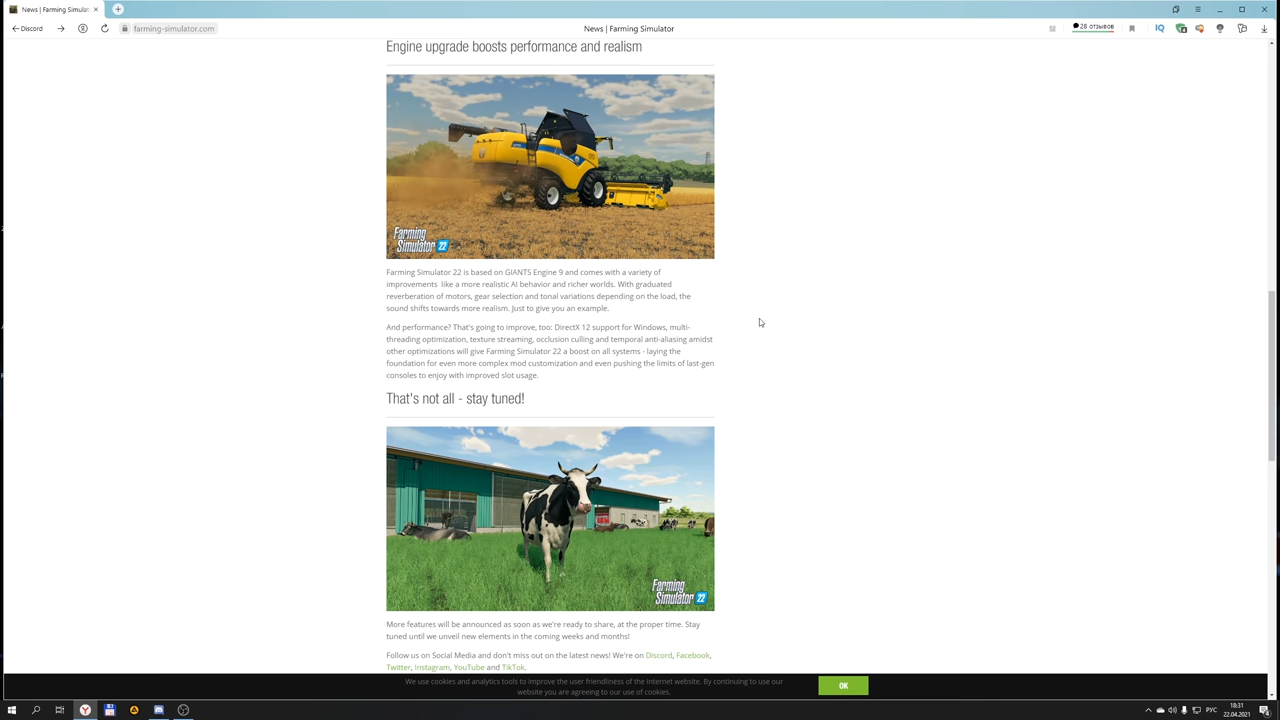 News | Farming Simulat
Discord
farming-simulator.com
News | Farming Simulator
28 отзывов
Engine upgrade boosts performance and realism
Farming
Simulator 22
Farming Simulator 22 is based on GIANTS Engine 9 and comes with a variety of
improvements like a more realistic AI behavior and richer worlds. With graduated
reverberation of motors, gear selection and tonal variations depending on the load, the
sound shifts towards more realism. Just to give you an example.
And performance? That's going to improve, too: DirectX 12 support for Windows, multi-
threading optimization, texture streaming, occlusion culling and temporal anti-aliasing amidst
other optimizations will give Farming Simulator 22 a boost on all systems - laying the
foundation for even more complex mod customization and even pushing the limits of last-gen
consoles to enjoy with improved slot usage.
That's not all - stay tuned!
Farming
Simulator 22
More features will be announced as soon as we're ready to share, at the proper time. Stay
tuned until we unveil new elements in the coming weeks and months!
Follow us on Social Media and don't miss out on the latest news! We're on Discord, Facebook,
Twitter, Instagram, YouTube and TikTok.
We use cookies and analytics tools to improve the user friendliness of the internet website. By continuing to use our
website you are agreeing to our use of cookies.
OK
РУС
18:31
22.04.2021